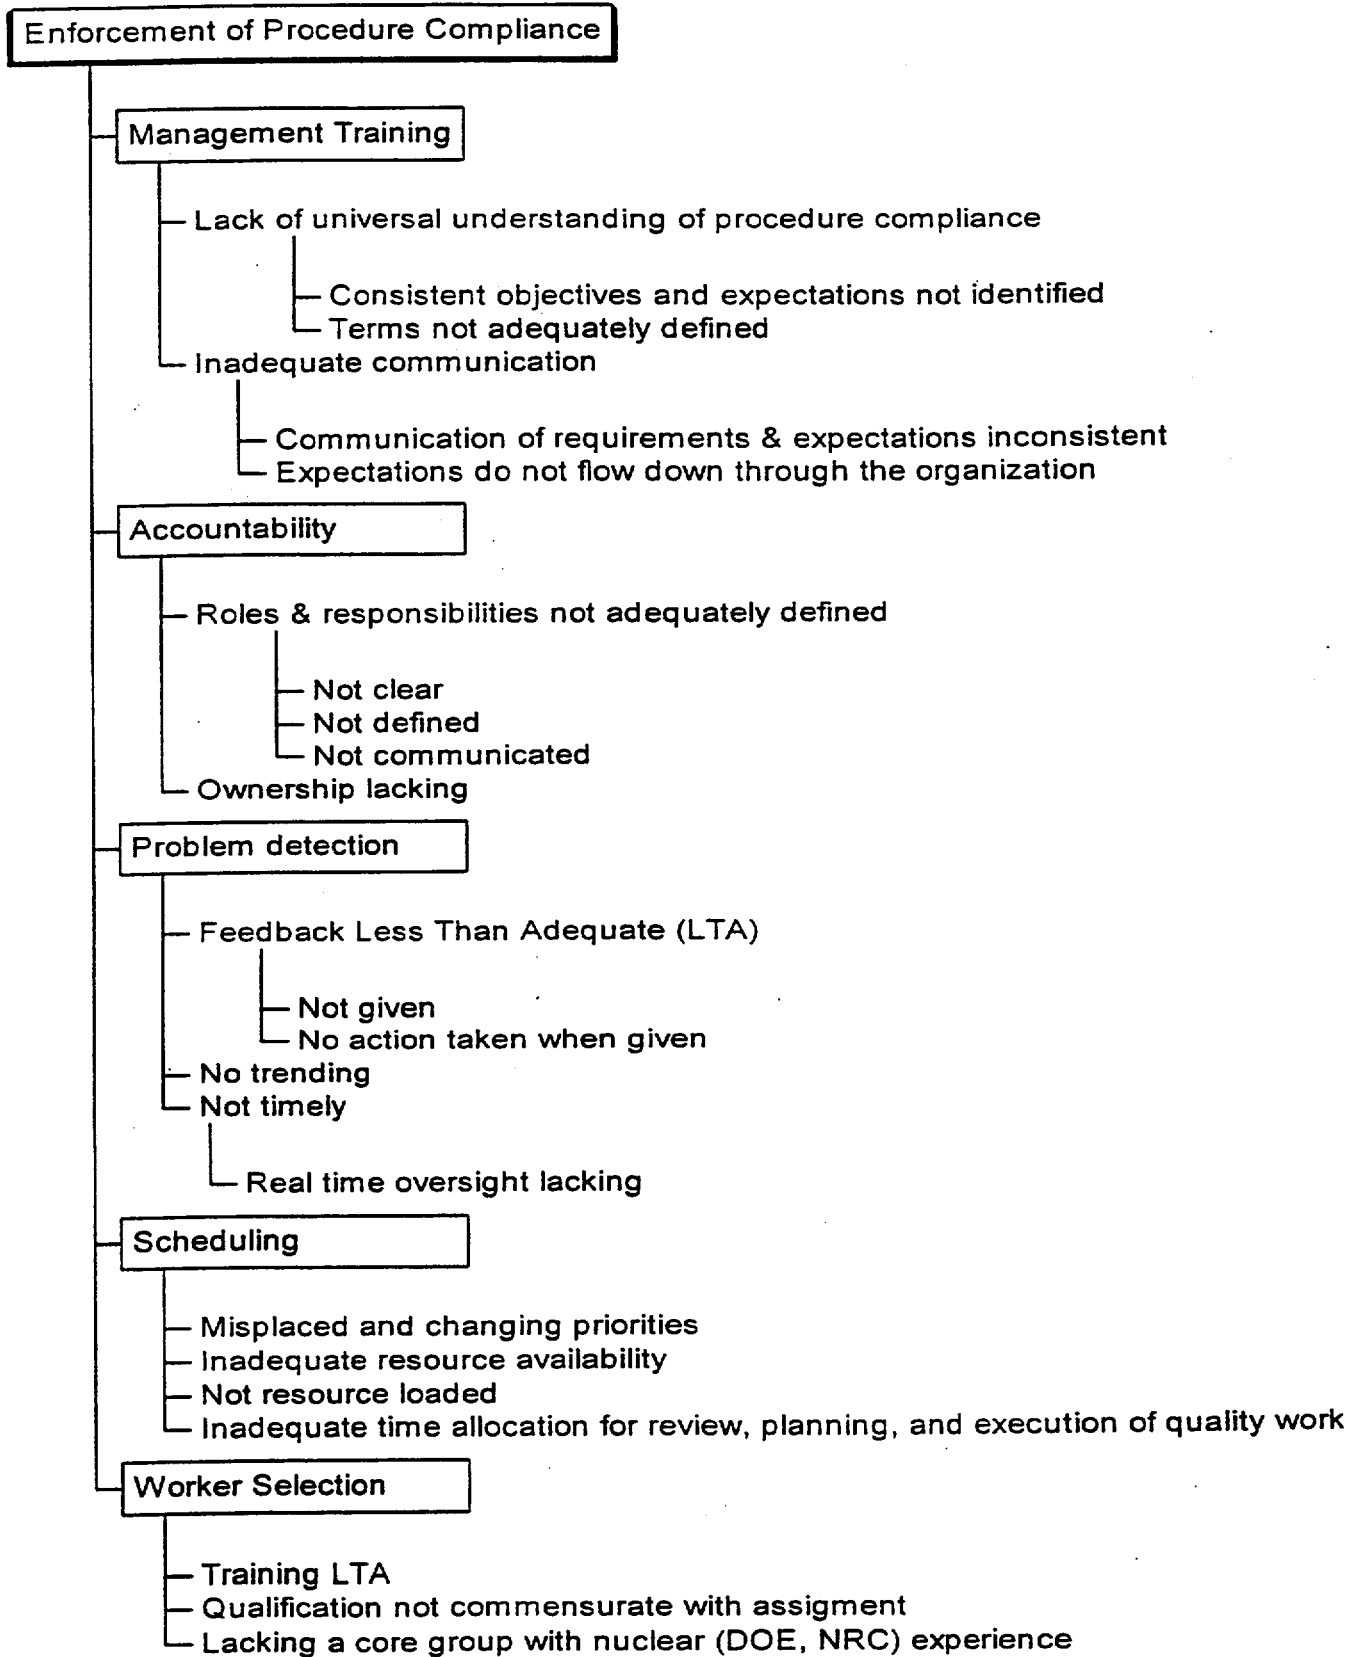 Enforcement of Procedure Compliance
Management Training
Lack of universal understanding of procedure compliance
Consistent objectives and expectations not identified
Terms not adequately defined
Inadequate communication
Communication of requirements & expectations inconsistent
Expectations do not flow down through the organization
Accountability
Roles & responsibilities not adequately defined
Not clear
Not defined
Not communicated
Ownership lacking
Problem detection
Feedback Less Than Adequate (LTA)
Not given
No action taken when given
No trending
Not timely
Real time oversight lacking
Scheduling
Misplaced and changing priorities
Inadequate resource availability
Not resource loaded
Inadequate time allocation for review, planning, and execution of quality work
Worker Selection
Training LTA
Qualification not commensurate with assigment
Lacking a core group with nuclear (DOE, NRC) experience